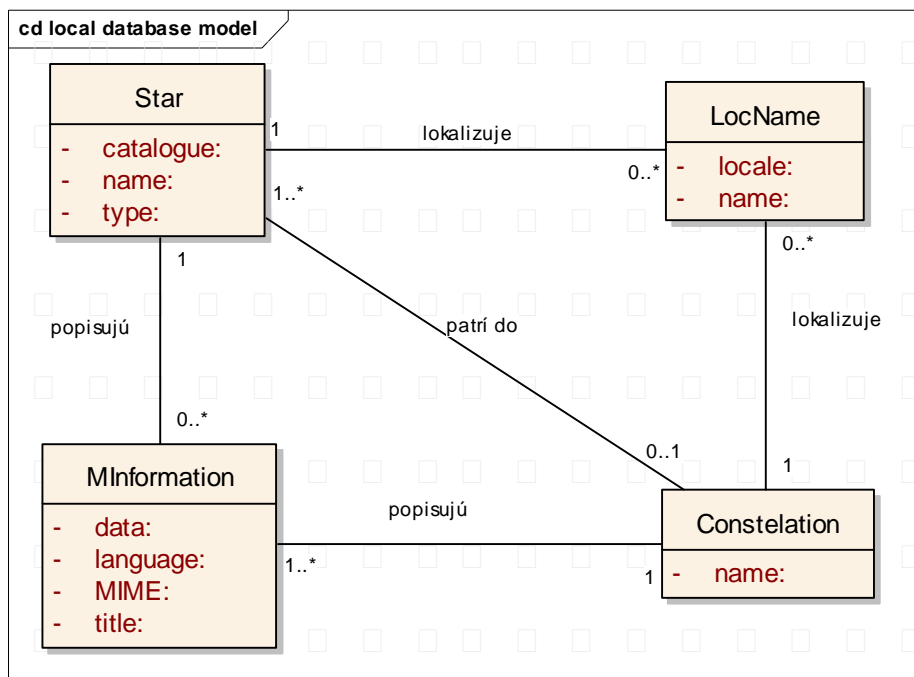 cd local database model
Star
- catalogue:
- name:
- type:
LocName
- locale:
- name:
1
lokalizuje
0..*
1..*
1
0..*
popisujú
patrí do
lokalizuje
0..*
0..1
1
MInformation
- data:
- language:
- MIME:
- title:
popisujú
1..*
1
Constelation
- name: